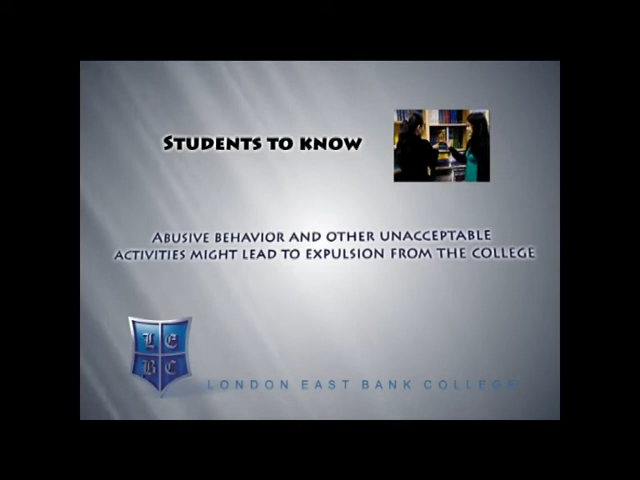 Students to know
Abusive behavior and other unacceptable
activities might lead to expulsion from the college
L E
B C
LONDON EAST BANK COLLEGE